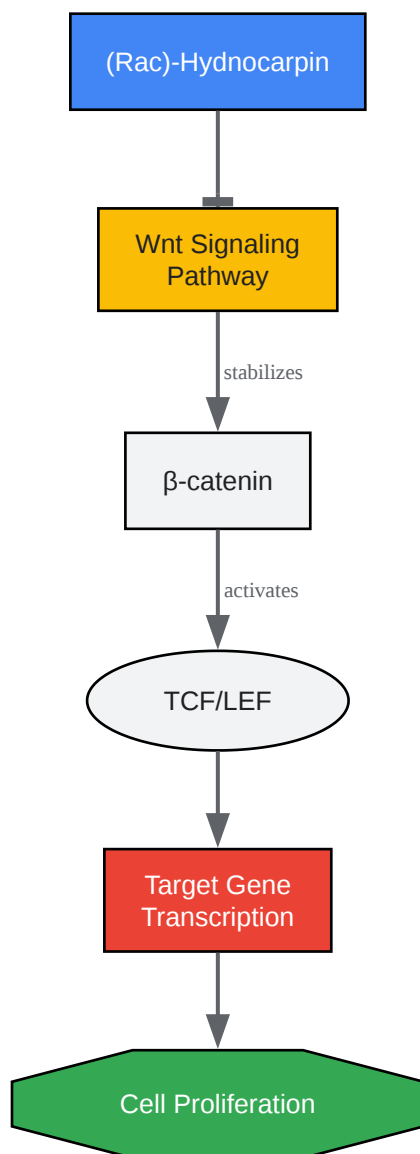 (Rac)-Hydnocarpin
Wnt Signaling
Pathway
stabilizes
β-catenin
activates
TCF/LEF
Target Gene
Transcription
Cell Proliferation